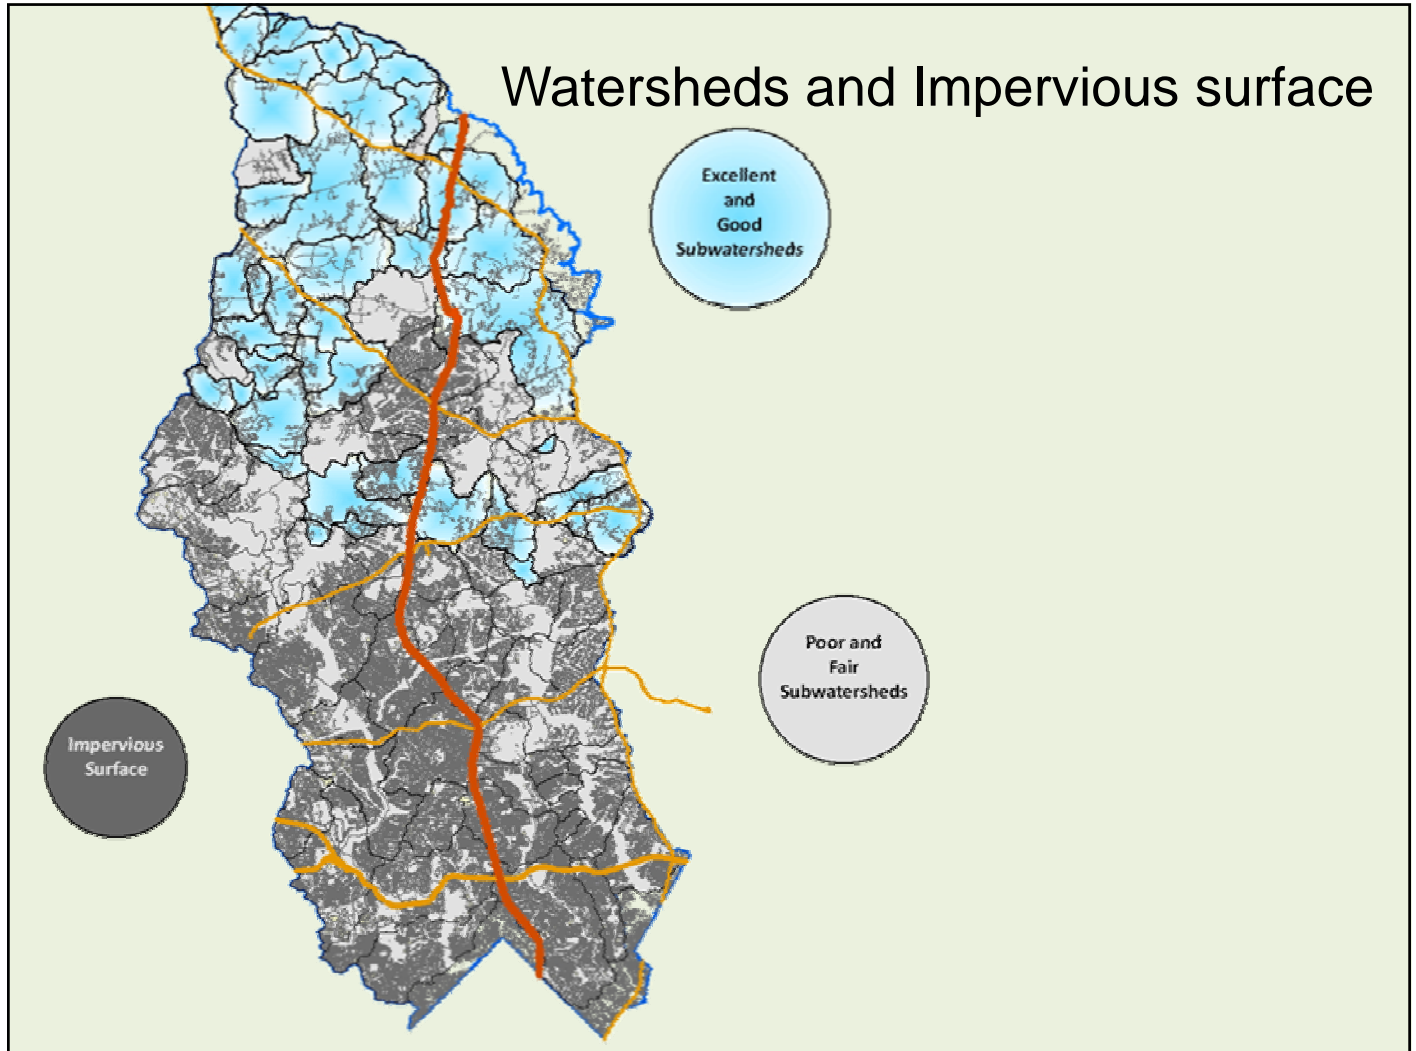 Watersheds and Impervious surface
Excellent
and
Good
Subwatersheds
Poor and
Fair
Subwatersheds
Impervious
Surface